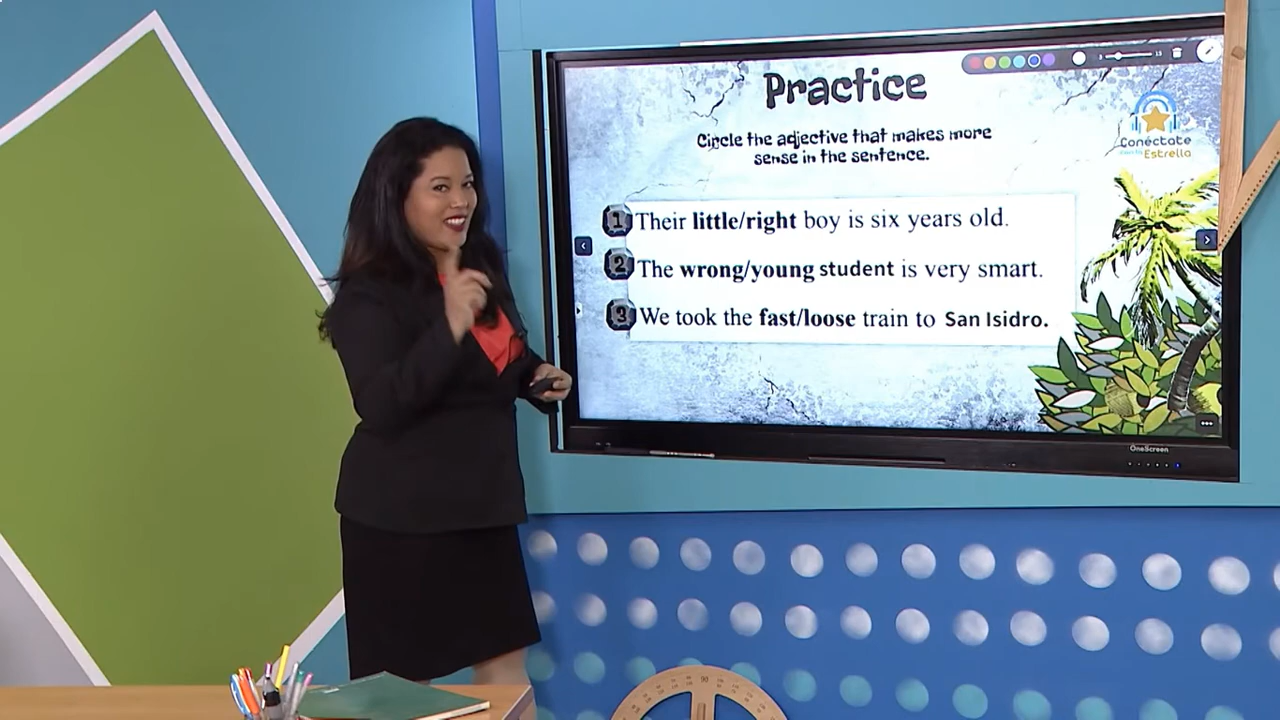 Practice
Circle the adjective that makes more
sense in the sentence.
Conéctate
Estrella
1 Their little/right boy is six years old.
2 The wrong/young student is very smart.
3 We took the fast/loose train to San Isidro.
OneScreen
90